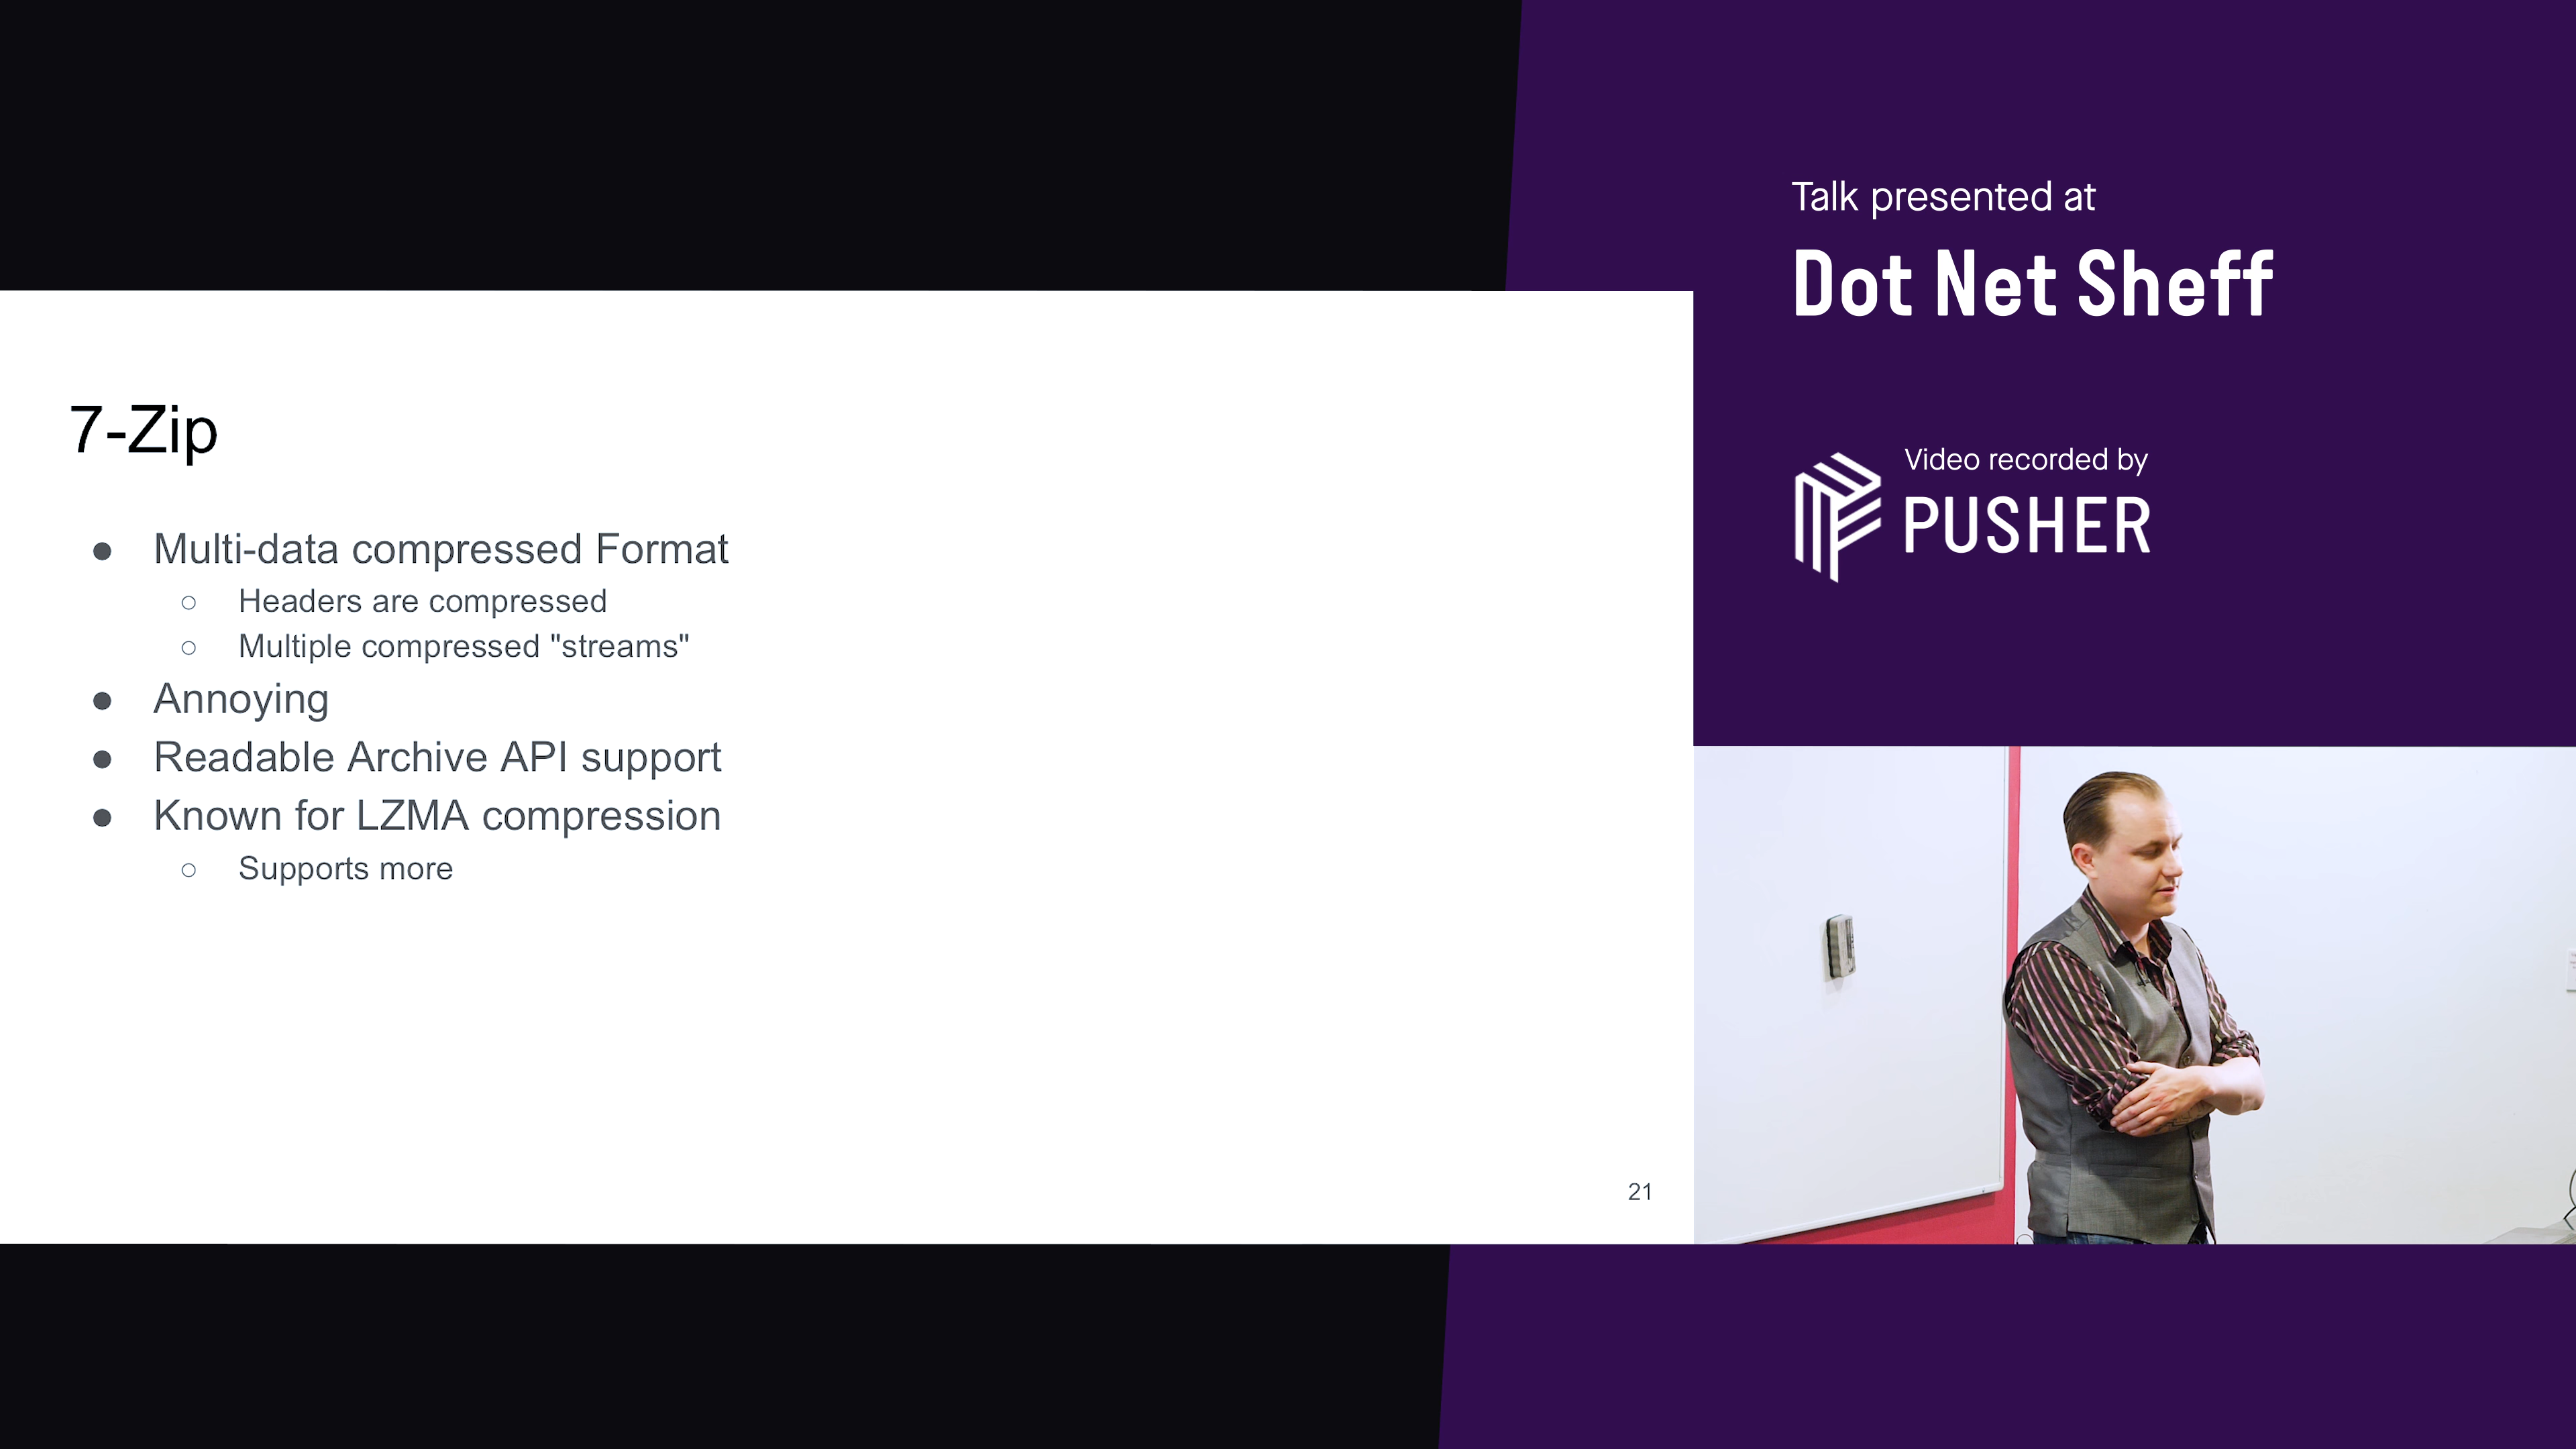 7-Zip
● Multi-data compressed Format
○ Headers are compressed
○ Multiple compressed "streams"
● Annoying
● Readable Archive API support
● Known for LZMA compression
○ Supports more
21
Talk presented at
Dot Net Sheff
Video recorded by
PUSHER